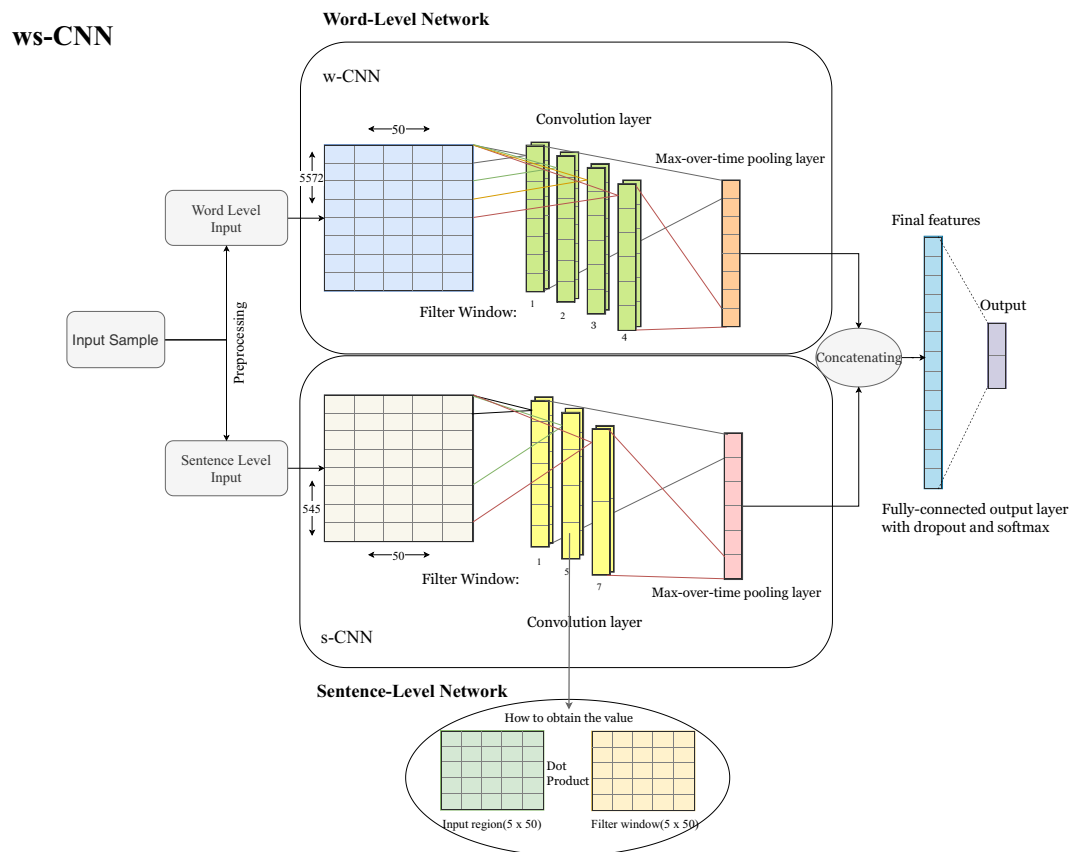 ws-CNN
Word-Level Network
w-CNN
50
5572
Convolution layer
Max-over-time pooling layer
Word Level
Input
Filter Window:
1
2
3
4
Input Sample
Preprocessing
Final features
Output
Concatenating
Sentence Level
Input
545
50
Filter Window:
1
5
7
Max-over-time pooling layer
Convolution layer
s-CNN
Fully-connected output layer
with dropout and softmax
Sentence-Level Network
How to obtain the value
Dot
Product
Input region(5 x 50)
Filter window(5 x 50)